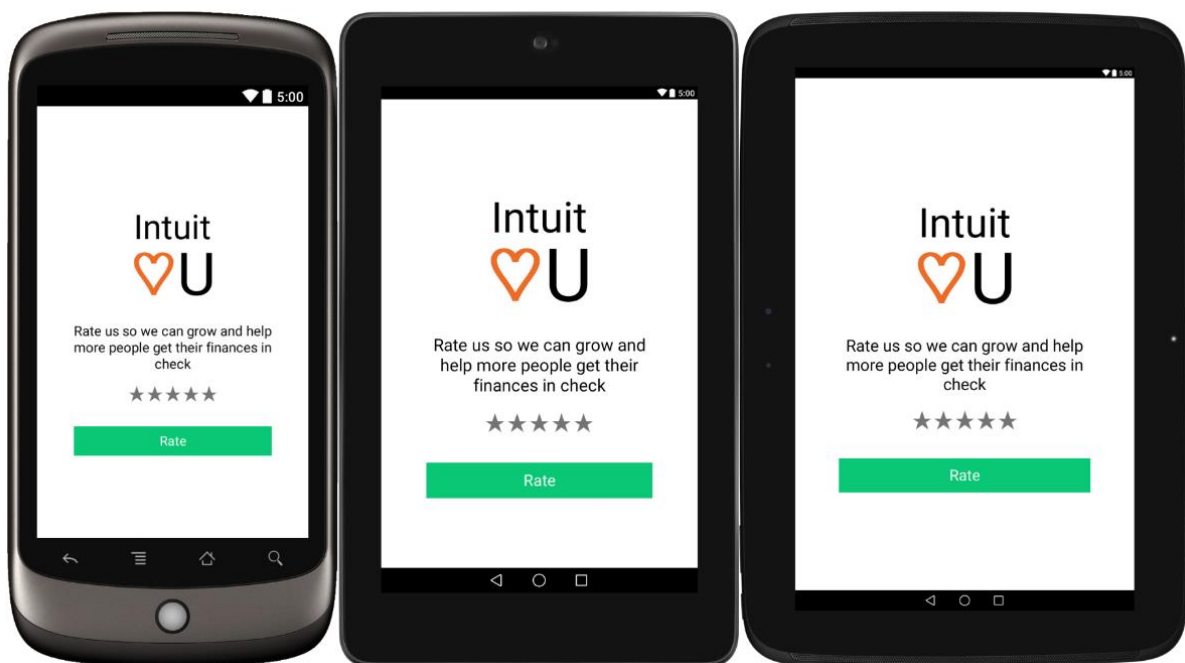 5:00
Intuit
♡U
Rate us so we can grow and help
more people get their finances in
check
★★★★★
Rate
5:00
Intuit
♡U
Rate us so we can grow and
help more people get their
finances in check
★★★★★
Rate
5:00
Intuit
♡U
Rate us so we can grow and help
more people get their finances in
check
★★★★★
Rate